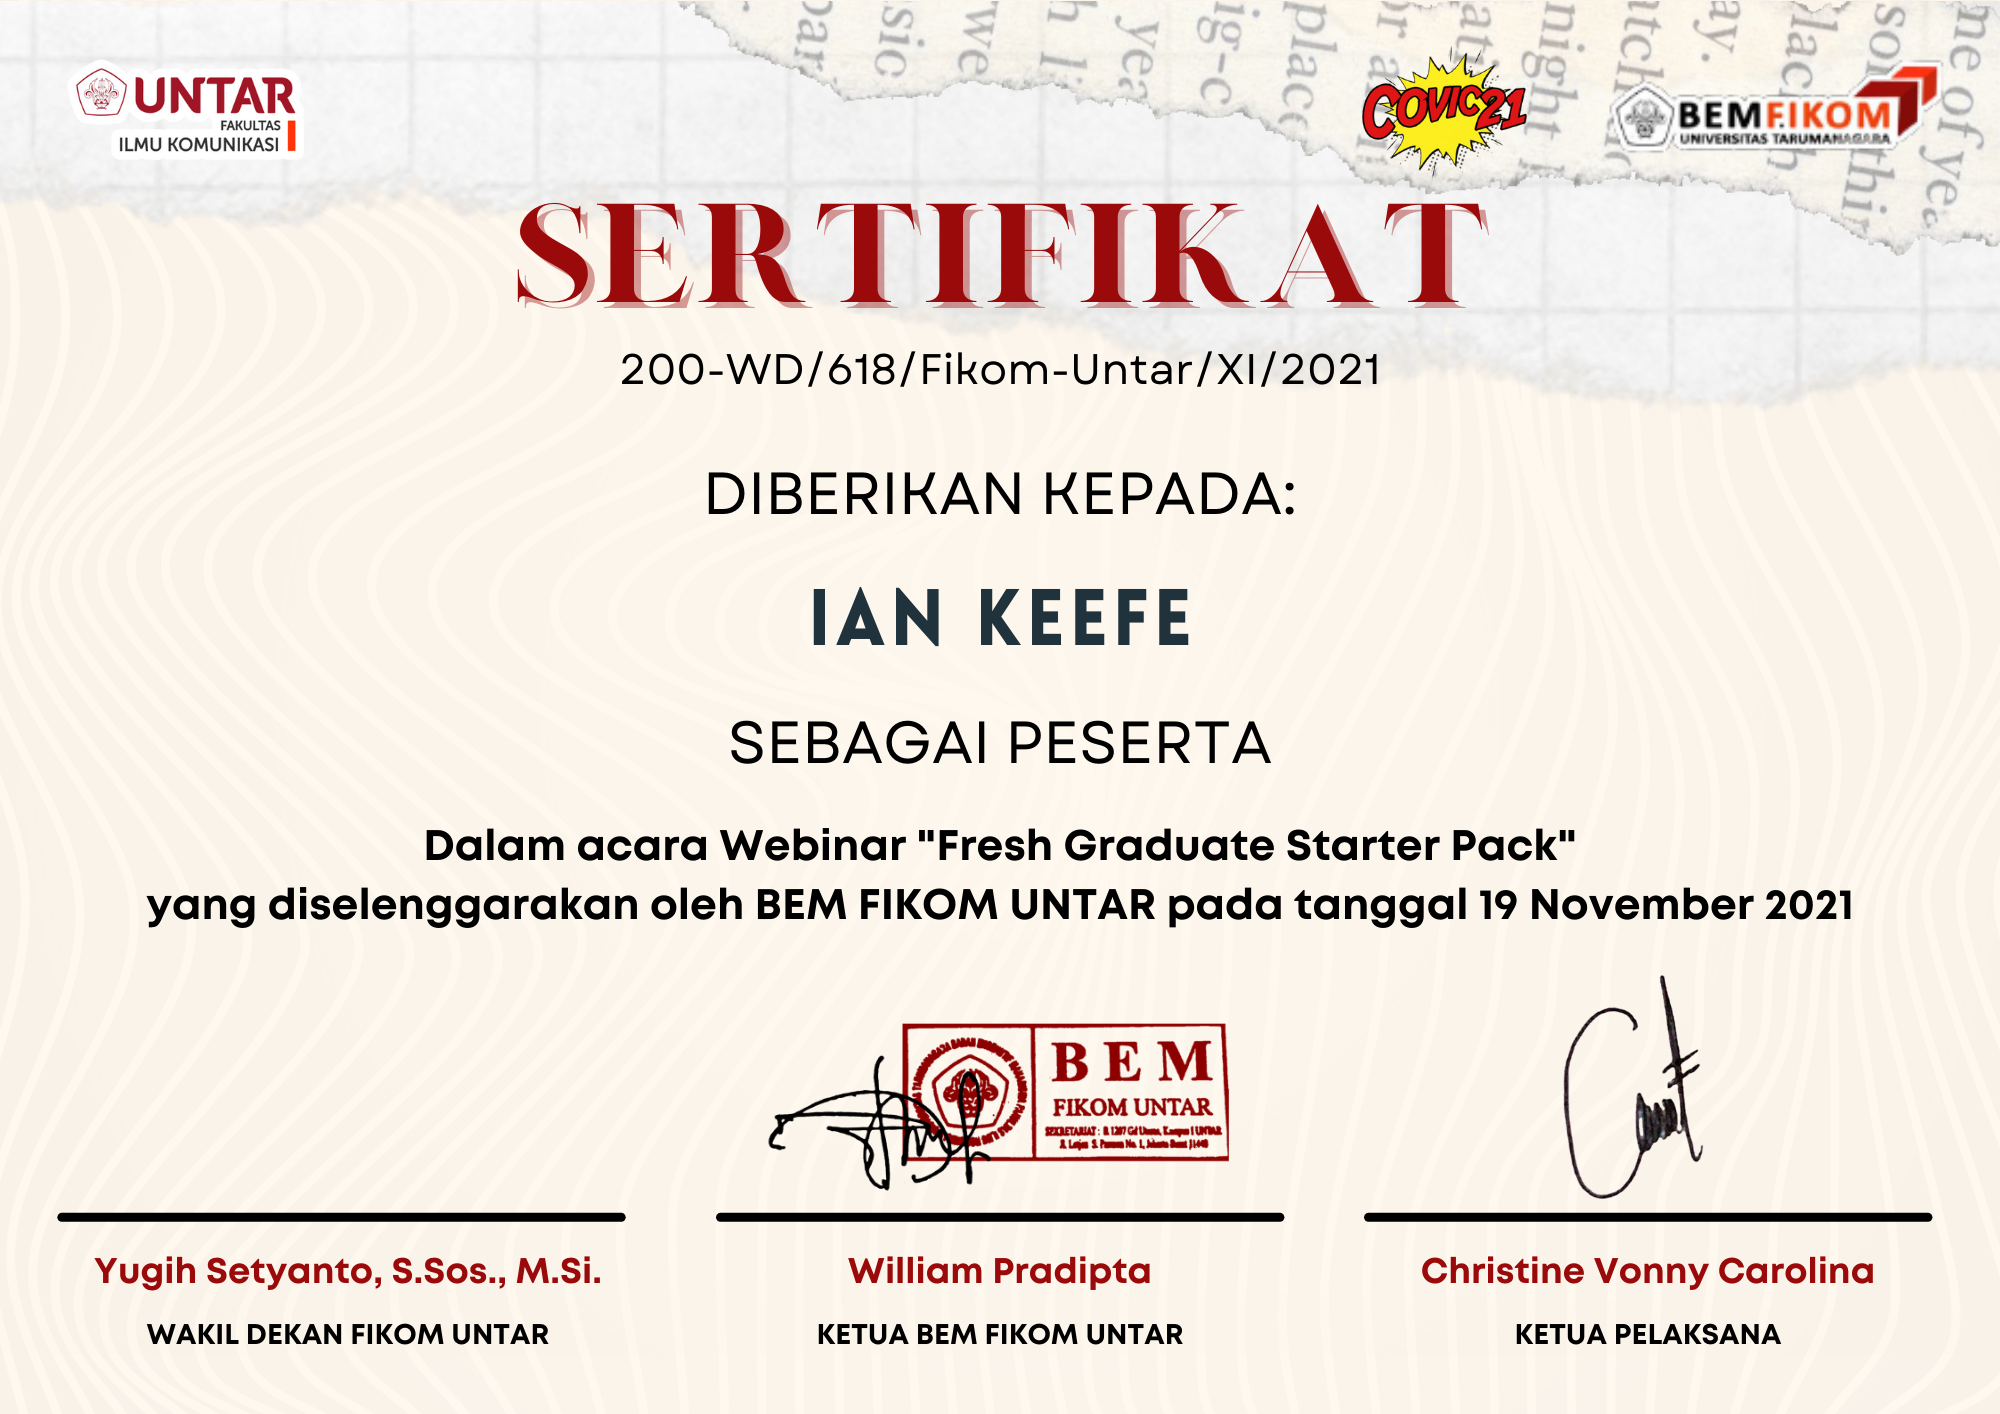 UNTAR
FAKULTAS
ILMU KOMUNIKASI
COVIC21
BEM FIKOM
UNIVERSITAS TARUMANAGARA
SERTIFIKAT
200-WD/618/Fikom-Untar/XI/2021
DIBERIKAN KEPADA:
IAN KEEFE
SEBAGAI PESERTA
Dalam acara Webinar "Fresh Graduate Starter Pack"
yang diselenggarakan oleh BEM FIKOM UNTAR pada tanggal 19 November 2021
BEM
FIKOM UNTAR
Yugih Setyanto, S.Sos., M.Si.
WAKIL DEKAN FIKOM UNTAR
William Pradipta
KETUA BEM FIKOM UNTAR
Christine Vonny Carolina
KETUA PELAKSANA